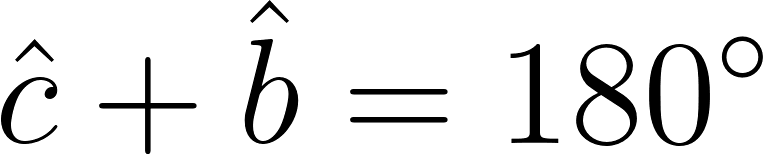 ĉ + b̂ = 180°